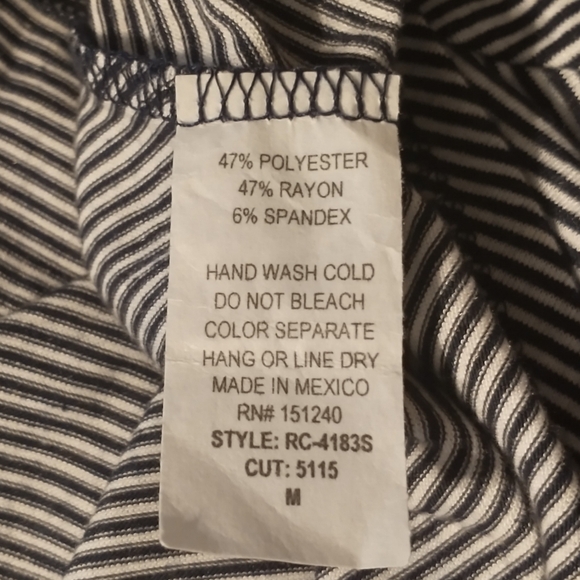 47% POLYESTER
47% RAYON
6% SPANDEX
HAND WASH COLD
DO NOT BLEACH
COLOR SEPARATE
HANG OR LINE DRY
MADE IN MEXICO
RN# 151240
STYLE: RC-4183S
CUT: 5115
M